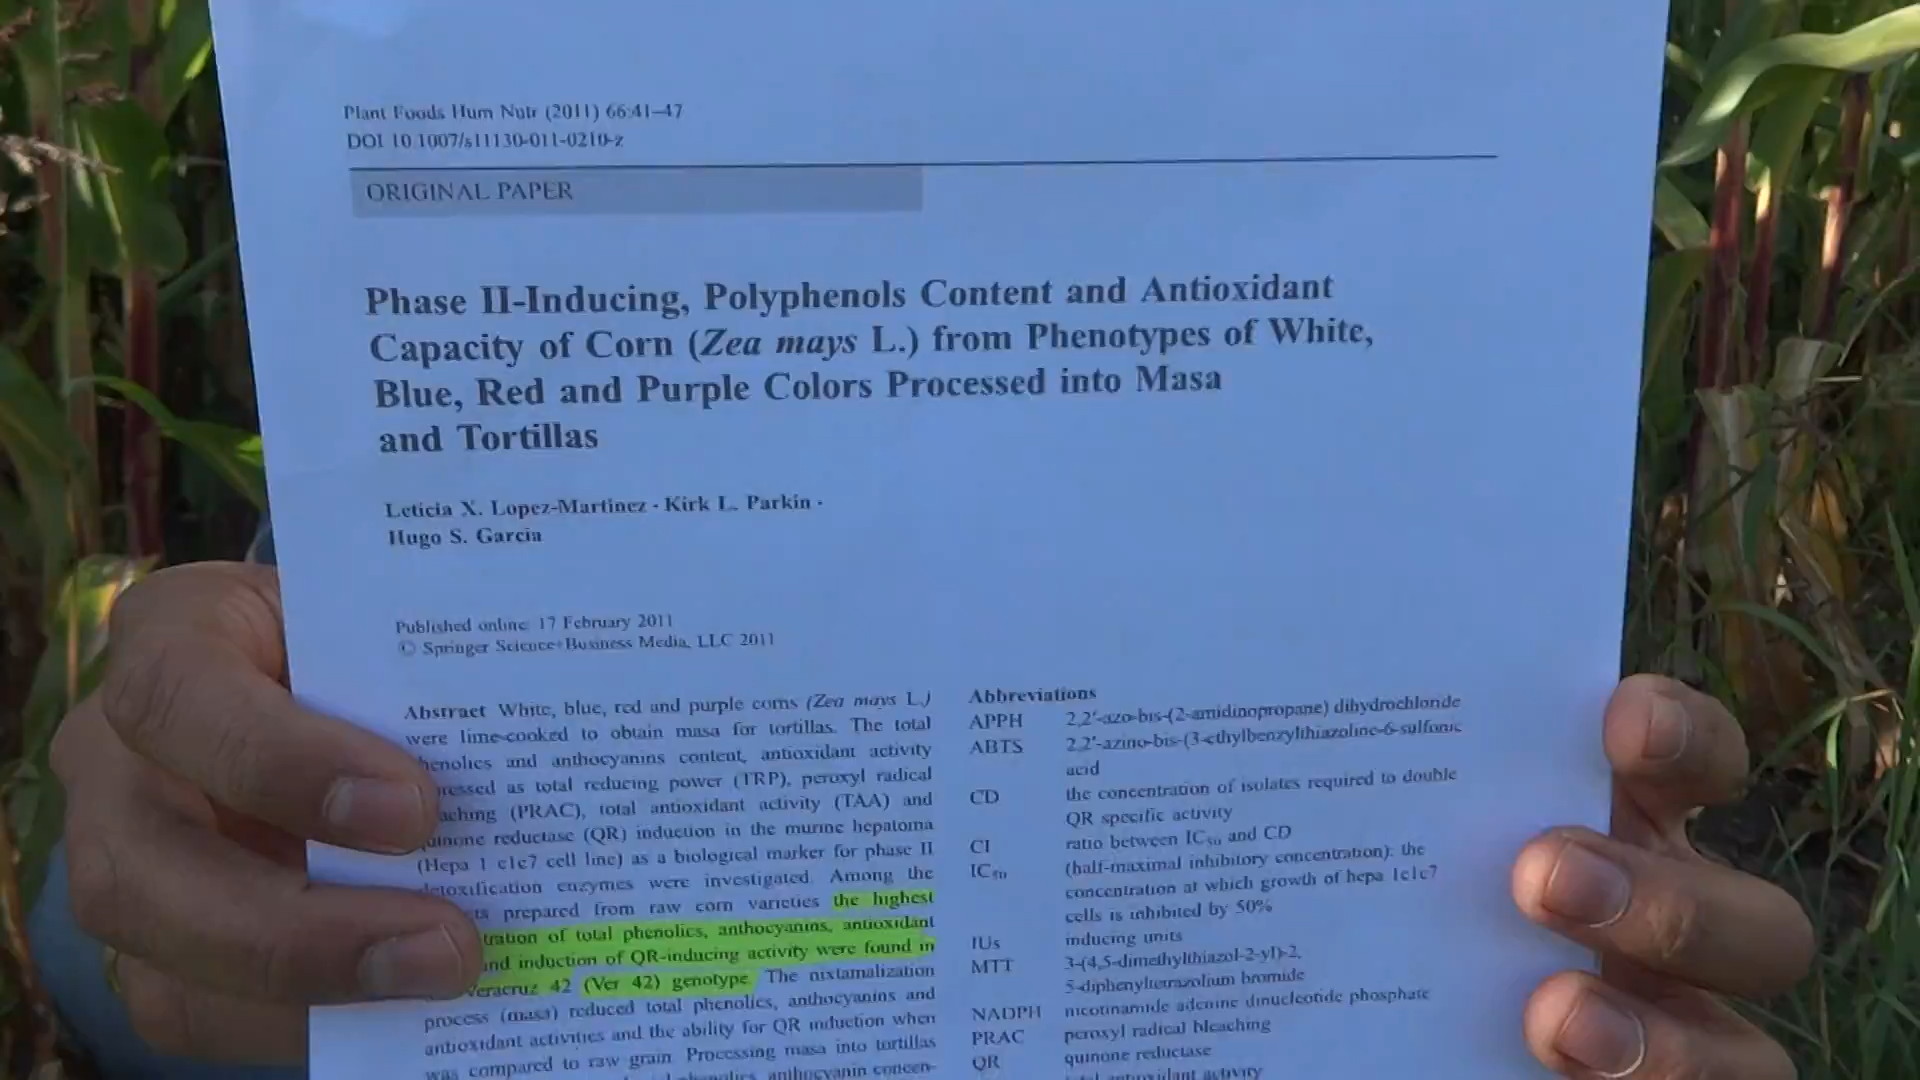 Plant Foods Hum Nutr (2011) 66:41–47
DOI 10.1007/s11130-011-0210-z
ORIGINAL PAPER
Phase II-Inducing, Polyphenols Content and Antioxidant
Capacity of Corn (Zea mays L.) from Phenotypes of White,
Blue, Red and Purple Colors Processed into Masa
and Tortillas
Leticia X. Lopez-Martinez · Kirk L. Parkin ·
Hugo S. Garcia
Published online: 17 February 2011
© Springer Science+Business Media, LLC 2011
Abstract White, blue, red and purple corns (Zea mays L.)
were lime-cooked to obtain masa for tortillas. The total
henolics and anthocyanins content, antioxidant activity
ressed as total reducing power (TRP), peroxyl radical
aching (PRAC), total antioxidant activity (TAA) and
uinone reductase (QR) induction in the murine hepatoma
(Hepa 1 c1c7 cell line) as a biological marker for phase II
detoxification enzymes were investigated. Among the
ts prepared from raw corn varieties the highest
tration of total phenolics, anthocyanins, antioxidant
nd induction of QR-inducing activity were found in
Veracruz 42 (Ver 42) genotype. The nixtamalization
process (masa) reduced total phenolics, anthocyanins and
antioxidant activities and the ability for QR induction when
was compared to raw grain. Processing masa into tortillas
phenolics, anthocyanin concen-
Abbreviations
APPH 2,2′-azo-bis-(2-amidinopropane) dihydrochloride
ABTS 2,2′-azino-bis-(3-ethylbenzylthiazoline-6-sulfonic
acid
CD the concentration of isolates required to double
QR specific activity
CI ratio between IC50 and CD
IC50 (half-maximal inhibitory concentration): the
concentration at which growth of hepa 1c1c7
cells is inhibited by 50%
IUs inducing units
MTT 3-(4,5-dimethylthiazol-2-yl)-2,
5-diphenyltetrazolium bromide
NADPH nicotinamide adenine dinucleotide phosphate
PRAC peroxyl radical bleaching
QR quinone reductase
total antioxidant activity